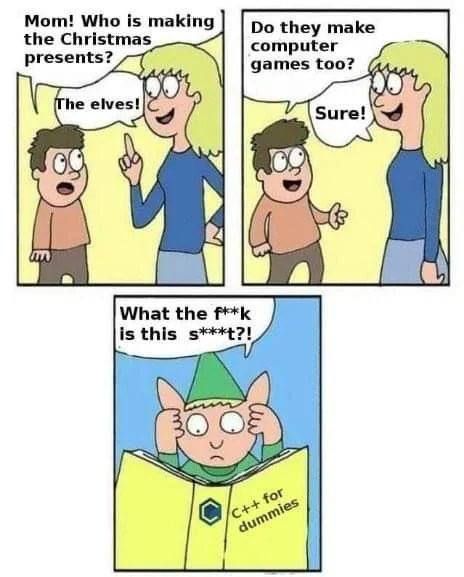 Mom! Who is making
the Christmas
presents?
The elves!
Do they make
computer
games too?
Sure!
What the f**k
is this s***t?!
C++ for
dummies